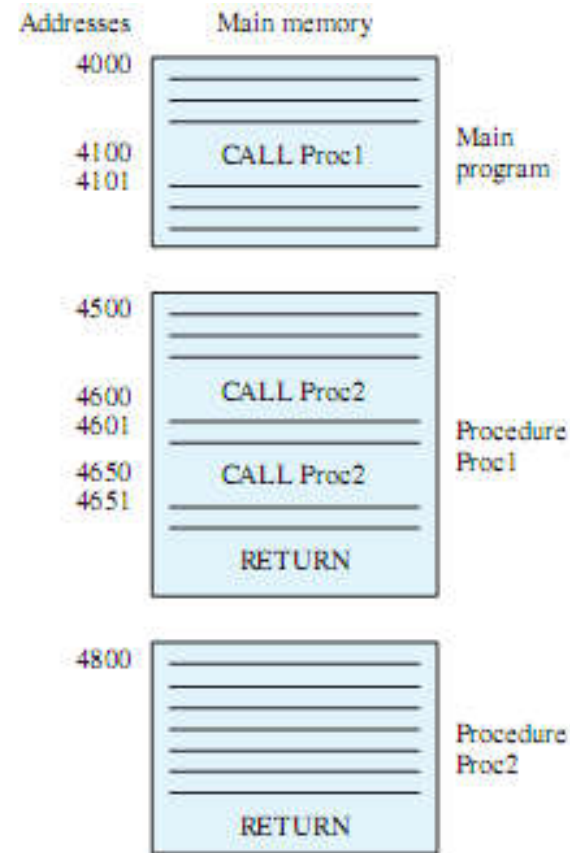 Addresses Main memory
4000
4100 CALL Proc1 Main
4101 program
4500
4600 CALL Proc2
4601 Procedure
4650 CALL Proc2 Proc1
4651
RETURN
4800
Procedure
Proc2
RETURN